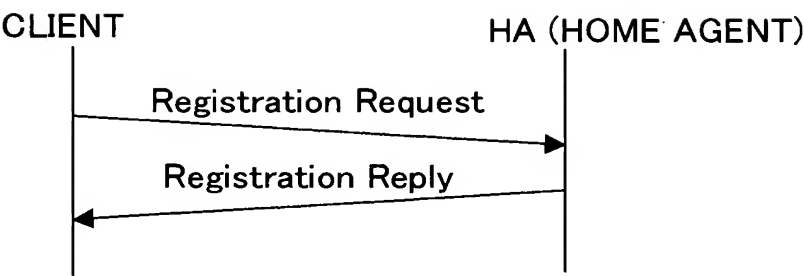 CLIENT
HA (HOME AGENT)
Registration Request
Registration Reply